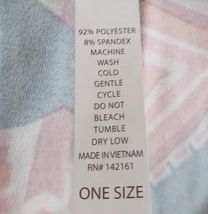 92% POLYESTER
8% SPANDEX
MACHINE
WASH
COLD
GENTLE
CYCLE
DO NOT
BLEACH
TUMBLE
DRY LOW
MADE IN VIETNAM
RN# 142161
ONE SIZE